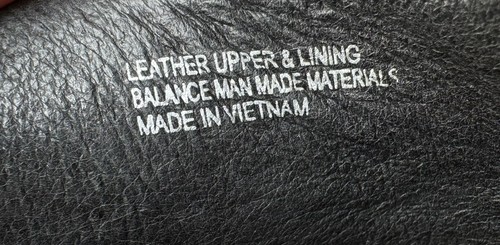 LEATHER UPPER & LINING
BALANCE MAN MADE MATERIALS
MADE IN VIETNAM